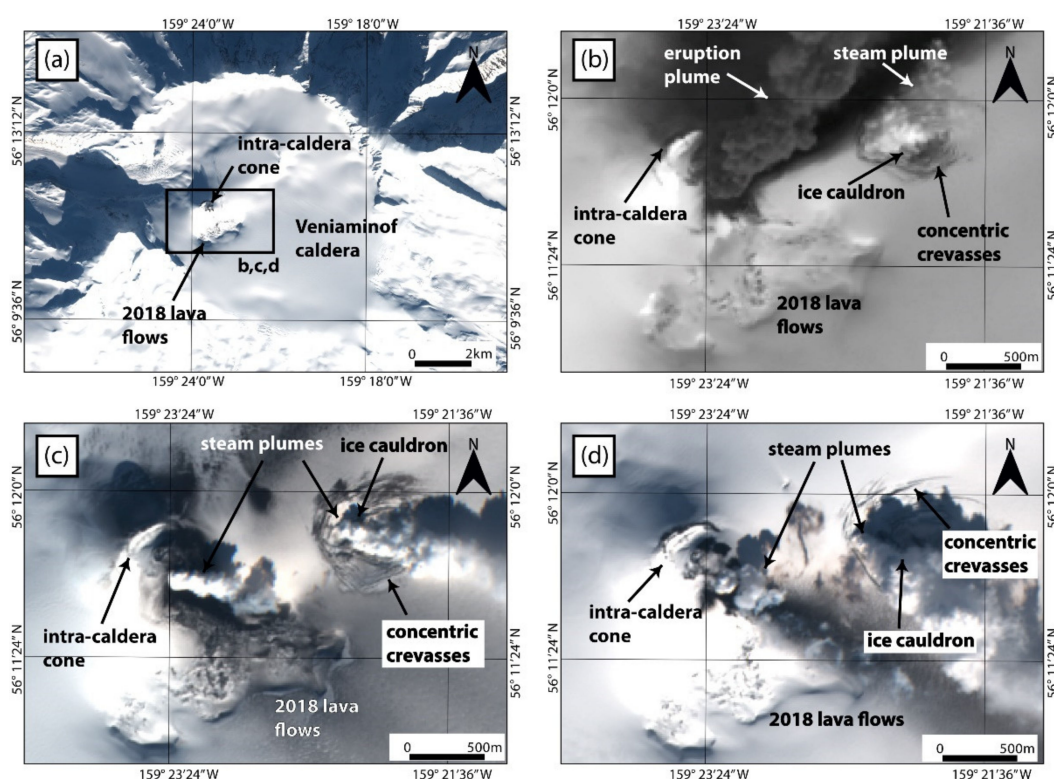 159° 24′ 0″ W
159° 18′ 0″ W
(a)
N
56° 13′ 12″ N
56° 13′ 12″ N
intra-caldera
cone
Veniaminof
caldera
b,c,d
2018 lava
flows
56° 9′ 36″ N
56° 9′ 36″ N
0 2km
159° 24′0″ W
159° 18′0″ W
159° 23′24″ W
159° 21′36″ W
(b)
eruption
plume
steam plume
N
56° 12′ 0″ N
56° 12′ 0″ N
intra-caldera
cone
ice cauldron
concentric
crevasses
56° 11′ 24″ N
56° 11′ 24″ N
2018 lava
flows
0 500m
159° 23′24″ W
159° 21′36″ W
159° 23′24″ W
159° 21′36″ W
(c)
steam plumes
ice cauldron
N
56° 12′ 0″ N
56° 12′ 0″ N
intra-caldera
cone
concentric
crevasses
56° 11′ 24″ N
56° 11′ 24″ N
2018 lava
flows
0 500m
159° 23′24″ W
159° 21′36″ W
159° 23′24″ W
159° 21′36″ W
(d)
steam plumes
N
56° 12′ 0″ N
56° 12′ 0″ N
concentric
crevasses
intra-caldera
cone
ice cauldron
56° 11′ 24″ N
56° 11′ 24″ N
2018 lava flows
0 500m
159° 23′24″ W
159° 21′36″ W